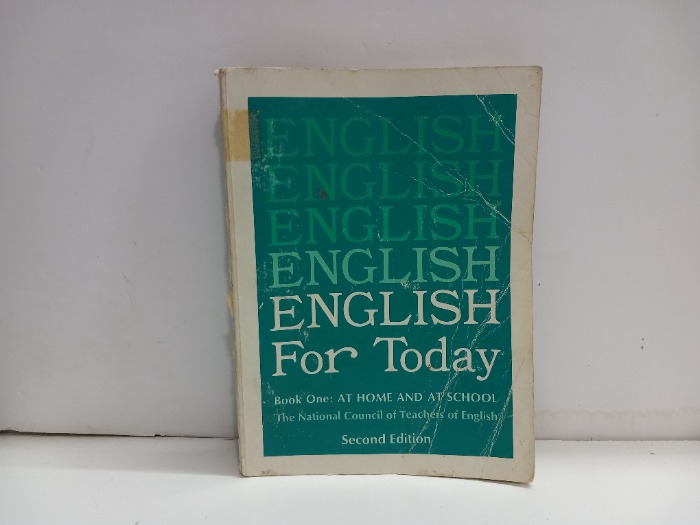 ENGLISH
ENGLISH
ENGLISH
ENGLISH
ENGLISH
For Today
Book One: AT HOME AND AT SCHOOL
The National Council of Teachers of English
Second Edition